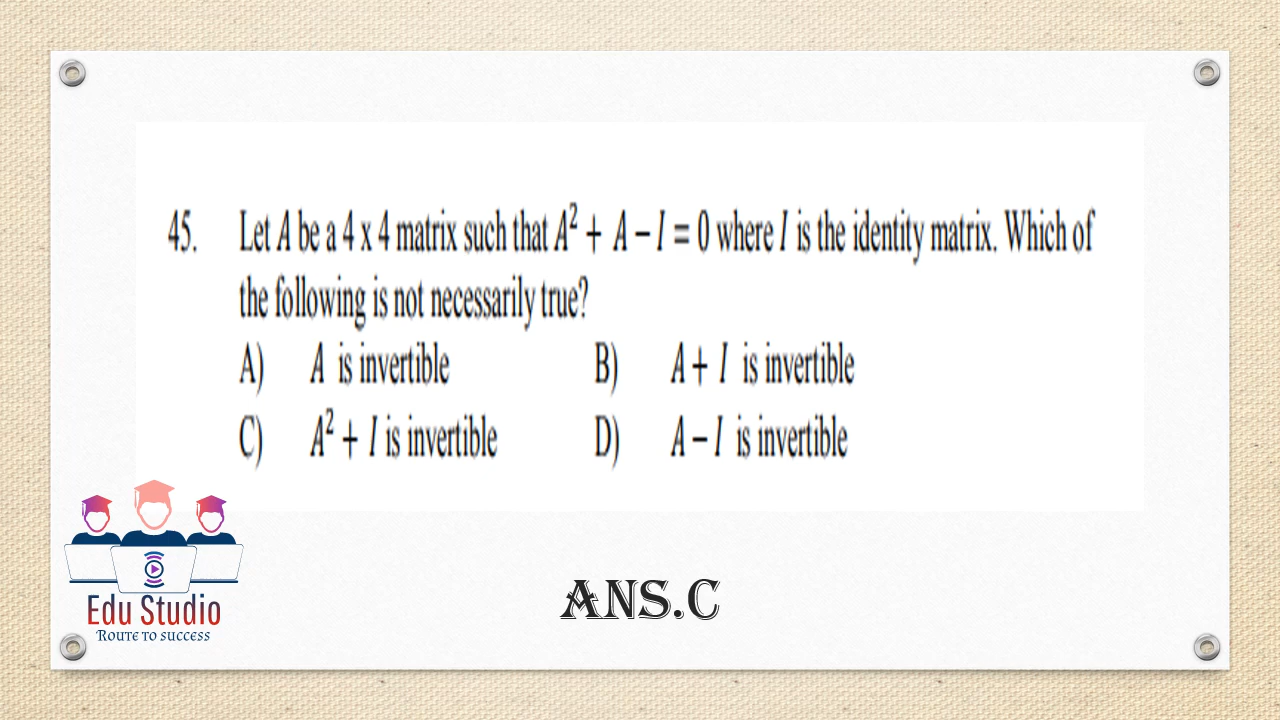 45. Let A be a 4 x 4 matrix such that A² + A − I = 0 where I is the identity matrix. Which of
the following is not necessarily true?
A) A is invertible B) A + I is invertible
C) A² + I is invertible D) A − I is invertible
Edu Studio
Route to success
ANS.C